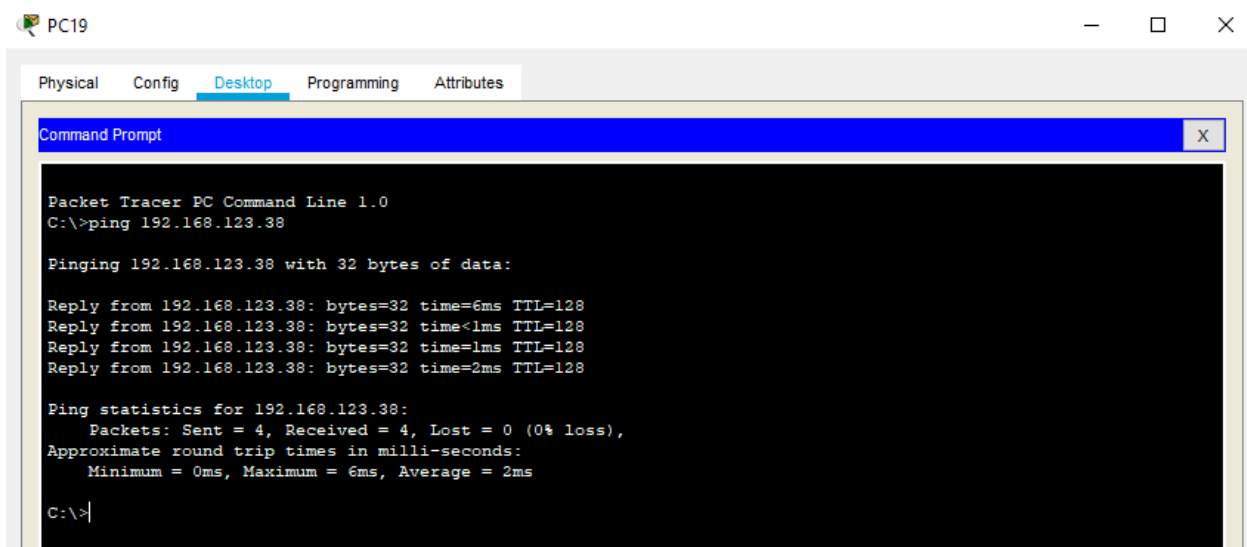 PC19
Physical Config Desktop Programming Attributes
Command Prompt X
Packet Tracer PC Command Line 1.0
C:\>ping 192.168.123.38
Pinging 192.168.123.38 with 32 bytes of data:
Reply from 192.168.123.38: bytes=32 time=6ms TTL=128
Reply from 192.168.123.38: bytes=32 time<1ms TTL=128
Reply from 192.168.123.38: bytes=32 time=1ms TTL=128
Reply from 192.168.123.38: bytes=32 time=2ms TTL=128
Ping statistics for 192.168.123.38:
Packets: Sent = 4, Received = 4, Lost = 0 (0% loss),
Approximate round trip times in milli-seconds:
Minimum = 0ms, Maximum = 6ms, Average = 2ms
C:\>